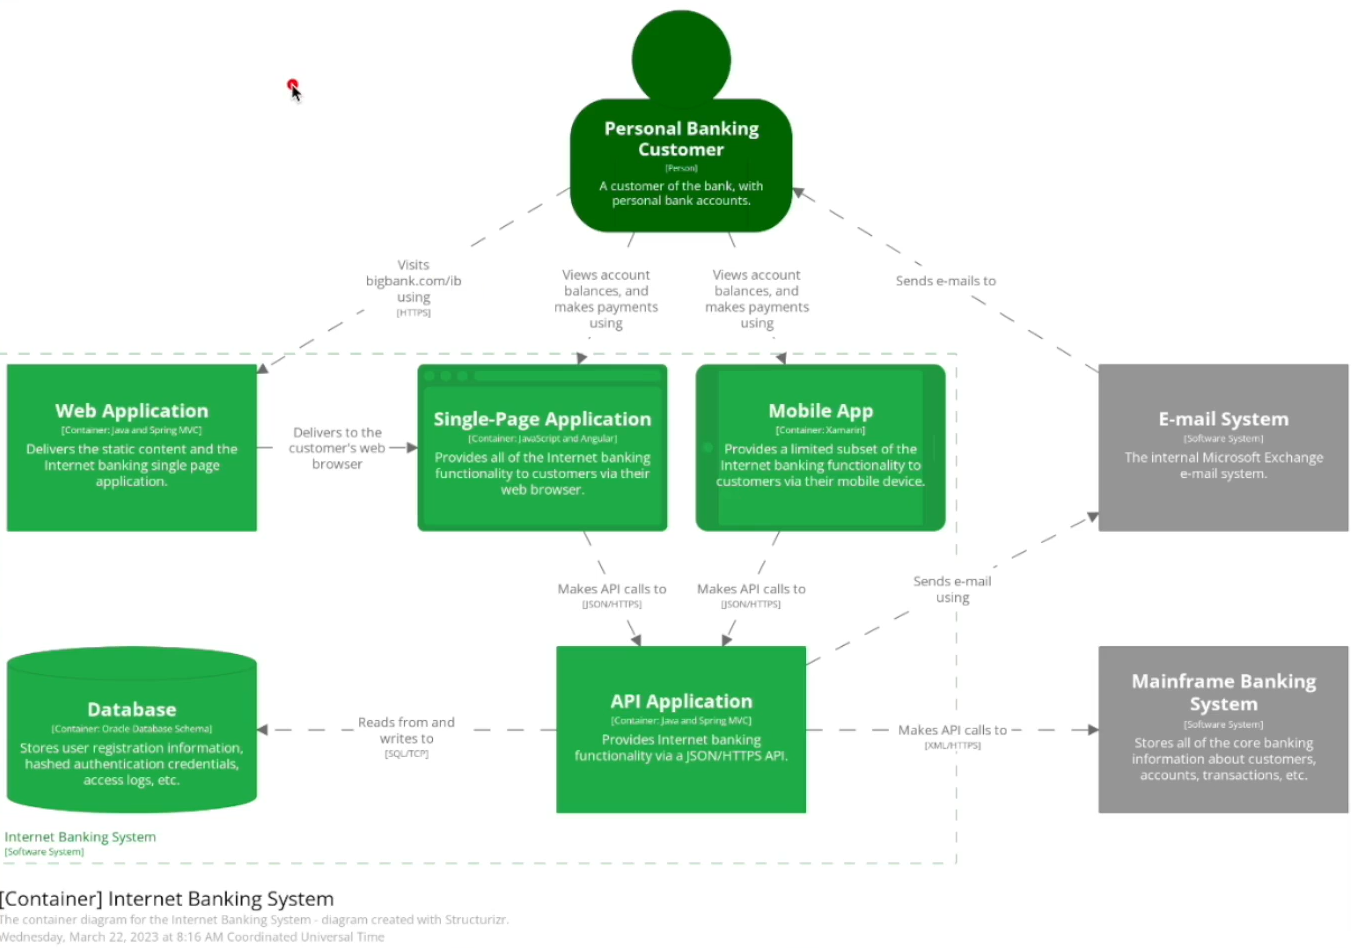 Personal Banking
Customer
[Person]
A customer of the bank, with
personal bank accounts.
Visits
bigbank.com/ib
using
[HTTPS]
Views account
balances, and
makes payments
using
Views account
balances, and
makes payments
using
Sends e-mails to
Web Application
[Container: Java and Spring MVC]
Delivers the static content and the
Internet banking single page
application.
Delivers to the
customer's web
browser
Single-Page Application
[Container: JavaScript and Angular]
Provides all of the Internet banking
functionality to customers via their
web browser.
Mobile App
[Container: Xamarin]
Provides a limited subset of the
Internet banking functionality to
customers via their mobile device.
E-mail System
[Software System]
The internal Microsoft Exchange
e-mail system.
Makes API calls to
[JSON/HTTPS]
Makes API calls to
[JSON/HTTPS]
Sends e-mail
using
Database
[Container: Oracle Database Schema]
Stores user registration information,
hashed authentication credentials,
access logs, etc.
Reads from and
writes to
[SQL/TCP]
API Application
[Container: Java and Spring MVC]
Provides Internet banking
functionality via a JSON/HTTPS API.
Makes API calls to
[XML/HTTPS]
Mainframe Banking
System
[Software System]
Stores all of the core banking
information about customers,
accounts, transactions, etc.
Internet Banking System
[Software System]
[Container] Internet Banking System
The container diagram for the Internet Banking System - diagram created with Structurizr.
Wednesday, March 22, 2023 at 8:16 AM Coordinated Universal Time